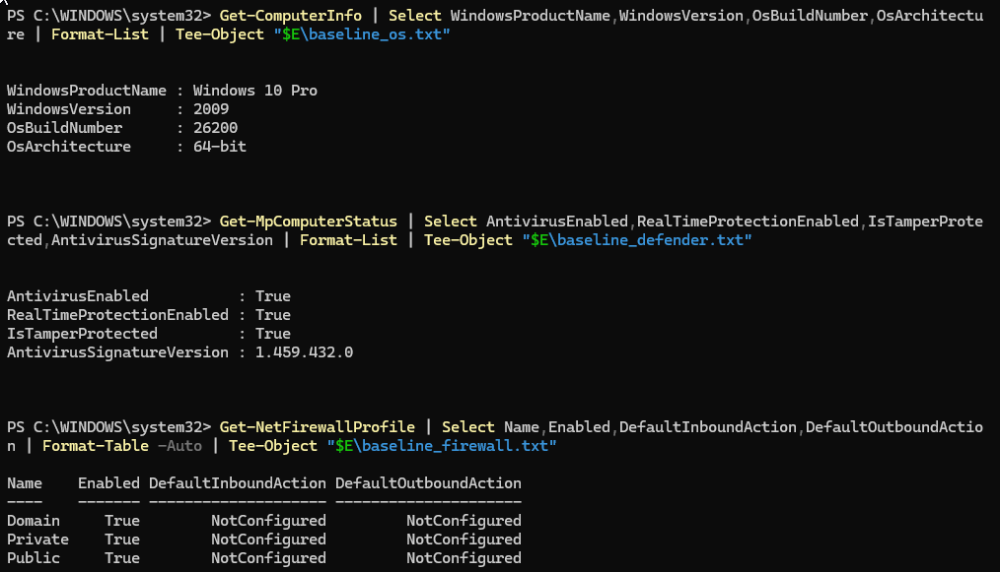 PS C:\WINDOWS\system32> Get-ComputerInfo | Select WindowsProductName,WindowsVersion,OsBuildNumber,OsArchitectu
re | Format-List | Tee-Object "$E\baseline_os.txt"
WindowsProductName : Windows 10 Pro
WindowsVersion     : 2009
OsBuildNumber      : 26200
OsArchitecture     : 64-bit
PS C:\WINDOWS\system32> Get-MpComputerStatus | Select AntivirusEnabled,RealTimeProtectionEnabled,IsTamperProte
cted,AntivirusSignatureVersion | Format-List | Tee-Object "$E\baseline_defender.txt"
AntivirusEnabled          : True
RealTimeProtectionEnabled : True
IsTamperProtected         : True
AntivirusSignatureVersion : 1.459.432.0
PS C:\WINDOWS\system32> Get-NetFirewallProfile | Select Name,Enabled,DefaultInboundAction,DefaultOutboundActio
n | Format-Table -Auto | Tee-Object "$E\baseline_firewall.txt"
Name    Enabled DefaultInboundAction DefaultOutboundAction
----    ------- -------------------- ---------------------
Domain     True        NotConfigured         NotConfigured
Private    True        NotConfigured         NotConfigured
Public     True        NotConfigured         NotConfigured